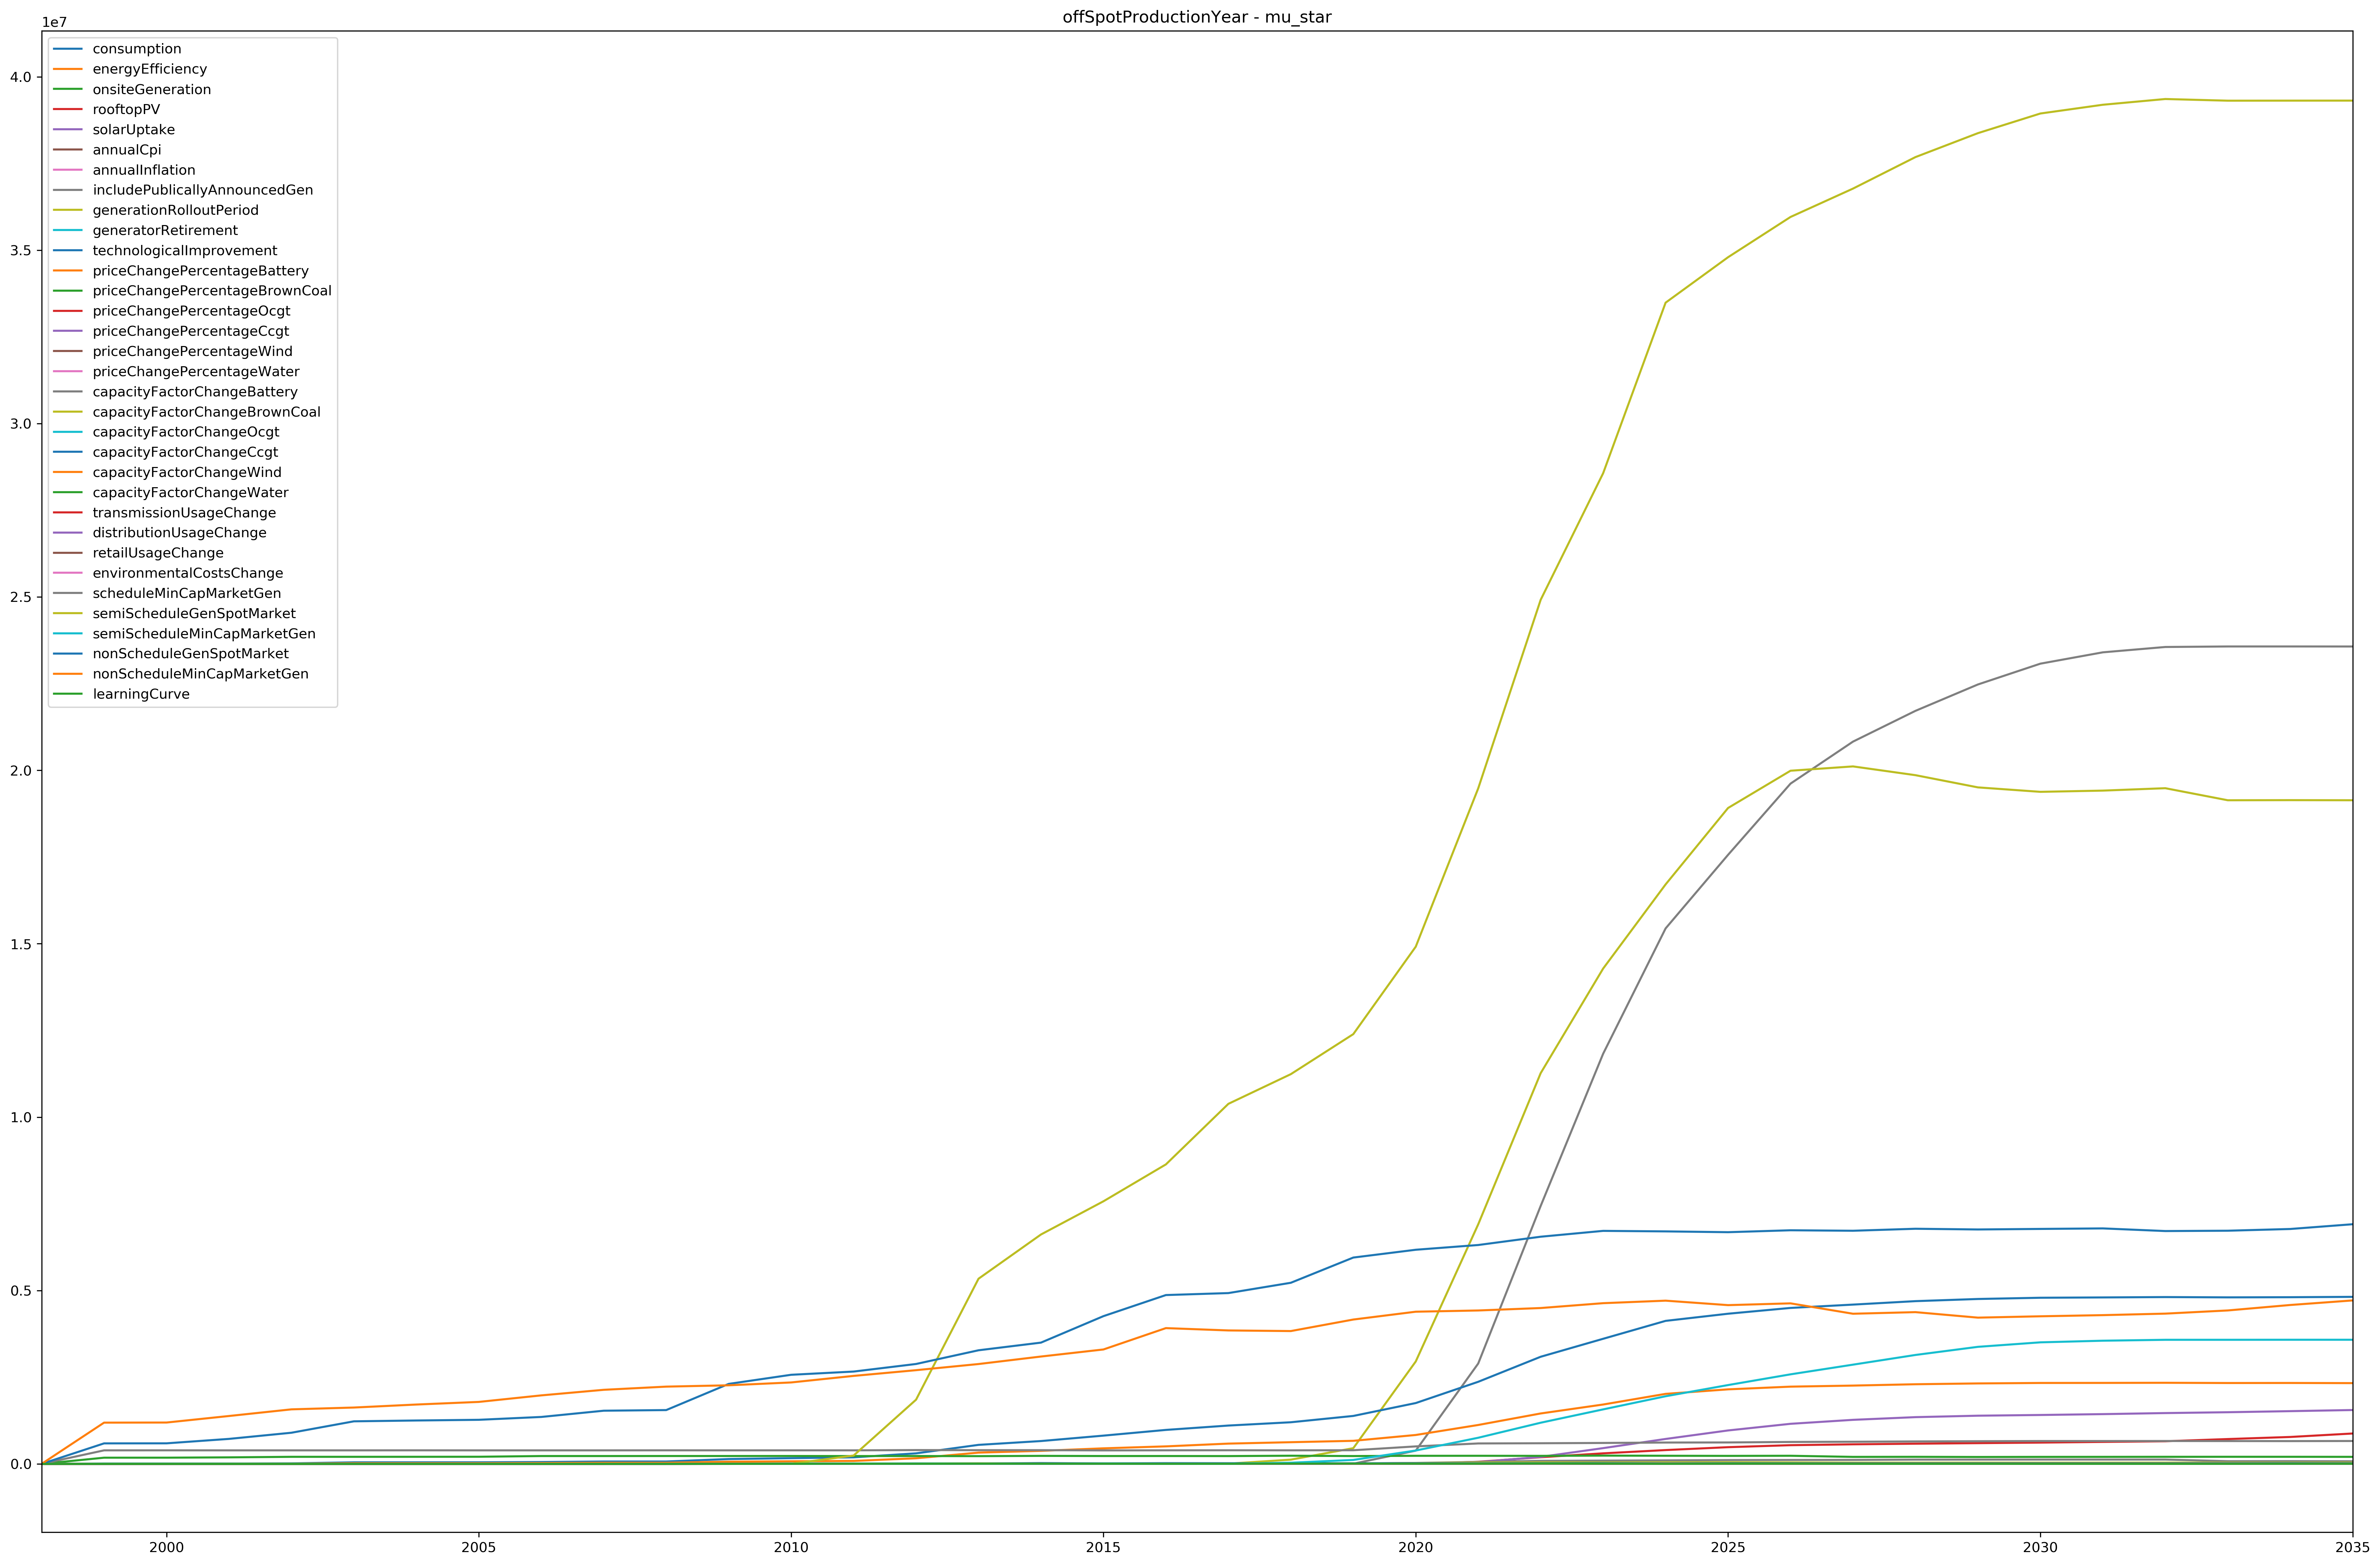 offSpotProductionYear - mu_star
1e7
consumption
energyEfficiency
onsiteGeneration
rooftopPV
solarUptake
annualCpi
annualInflation
includePublicallyAnnouncedGen
generationRolloutPeriod
generatorRetirement
technologicalImprovement
priceChangePercentageBattery
priceChangePercentageBrownCoal
priceChangePercentageOcgt
priceChangePercentageCcgt
priceChangePercentageWind
priceChangePercentageWater
capacityFactorChangeBattery
capacityFactorChangeBrownCoal
capacityFactorChangeOcgt
capacityFactorChangeCcgt
capacityFactorChangeWind
capacityFactorChangeWater
transmissionUsageChange
distributionUsageChange
retailUsageChange
environmentalCostsChange
scheduleMinCapMarketGen
semiScheduleGenSpotMarket
semiScheduleMinCapMarketGen
nonScheduleGenSpotMarket
nonScheduleMinCapMarketGen
learningCurve
4.0
3.5
3.0
2.5
2.0
1.5
1.0
0.5
0.0
2000 2005 2010 2015 2020 2025 2030 2035